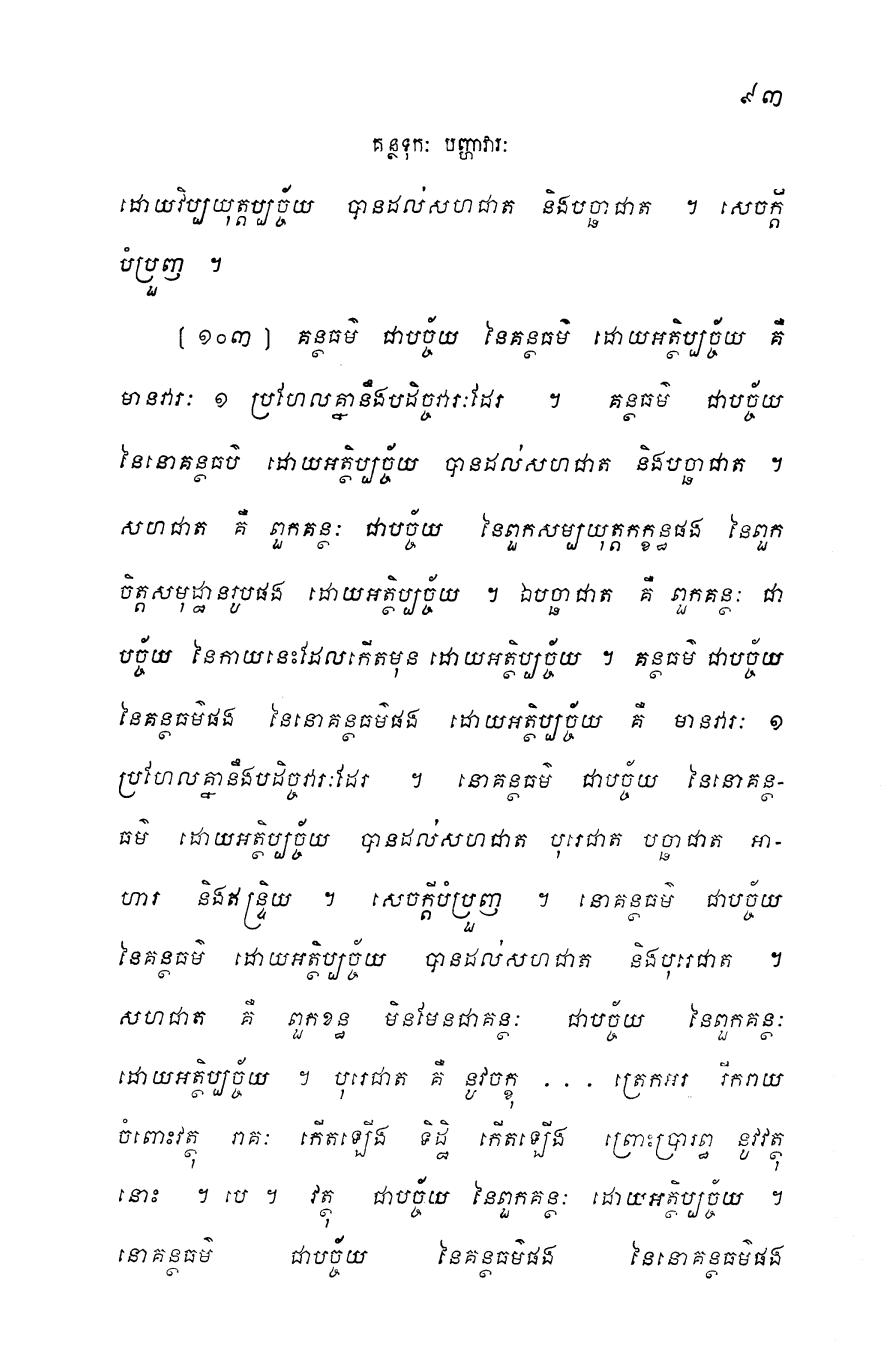 ៩៣
គន្ថទុកៈ បញ្ហាវារៈ
ដោយវិប្បយុត្តប្បច្ច័យ បានដល់សហជាត និងបច្ឆាជាត ។ សេចក្តី
បំប្រួញ ។
[ ១០៣ ] គន្ថធម៌ ជាបច្ច័យ នៃគន្ថធម៌ ដោយអត្ថិប្បច្ច័យ គឺ
មានវារៈ ១ ប្រហែលគ្នានឹងបដិច្ចវារៈដែរ ។ គន្ថធម៌ ជាបច្ច័យ
នៃនោគន្ថធម៌ ដោយអត្ថិប្បច្ច័យ បានដល់សហជាត និងបច្ឆាជាត ។
សហជាត គឺ ពួកគន្ថៈ ជាបច្ច័យ នៃពួកសម្បយុត្តកក្ខន្ធផង នៃពួក
ចិត្តសមុដ្ឋានរូបផង ដោយអត្ថិប្បច្ច័យ ។ ឯបច្ឆាជាត គឺ ពួកគន្ថៈ ជា
បច្ច័យ នៃកាយនេះដែលកើតមុន ដោយអត្ថិប្បច្ច័យ ។ គន្ថធម៌ ជាបច្ច័យ
នៃគន្ថធម៌ផង នៃនោគន្ថធម៌ផង ដោយអត្ថិប្បច្ច័យ គឺ មានវារៈ ១
ប្រហែលគ្នានឹងបដិច្ចវារៈដែរ ។ នោគន្ថធម៌ ជាបច្ច័យ នៃនោគន្ថ-
ធម៌ ដោយអត្ថិប្បច្ច័យ បានដល់សហជាត បុរេជាត បច្ឆាជាត អា-
ហារ និងឥន្ទ្រិយ ។ សេចក្តីបំប្រួញ ។ នោគន្ថធម៌ ជាបច្ច័យ
នៃគន្ថធម៌ ដោយអត្ថិប្បច្ច័យ បានដល់សហជាត និងបុរេជាត ។
សហជាត គឺ ពួកខន្ធ មិនមែនជាគន្ថៈ ជាបច្ច័យ នៃពួកគន្ថៈ
ដោយអត្ថិប្បច្ច័យ ។ បុរេជាត គឺ នូវចក្ខុ . . . ត្រេកអរ រីករាយ
ចំពោះវត្ថុ រាគៈ កើតឡើង ទិដ្ឋិ កើតឡើង ព្រោះប្រារព្ធ នូវវត្ថុ
នោះ ។ បេ ។ វត្ថុ ជាបច្ច័យ នៃពួកគន្ថៈ ដោយអត្ថិប្បច្ច័យ ។
នោគន្ថធម៌ ជាបច្ច័យ នៃគន្ថធម៌ផង នៃនោគន្ថធម៌ផង